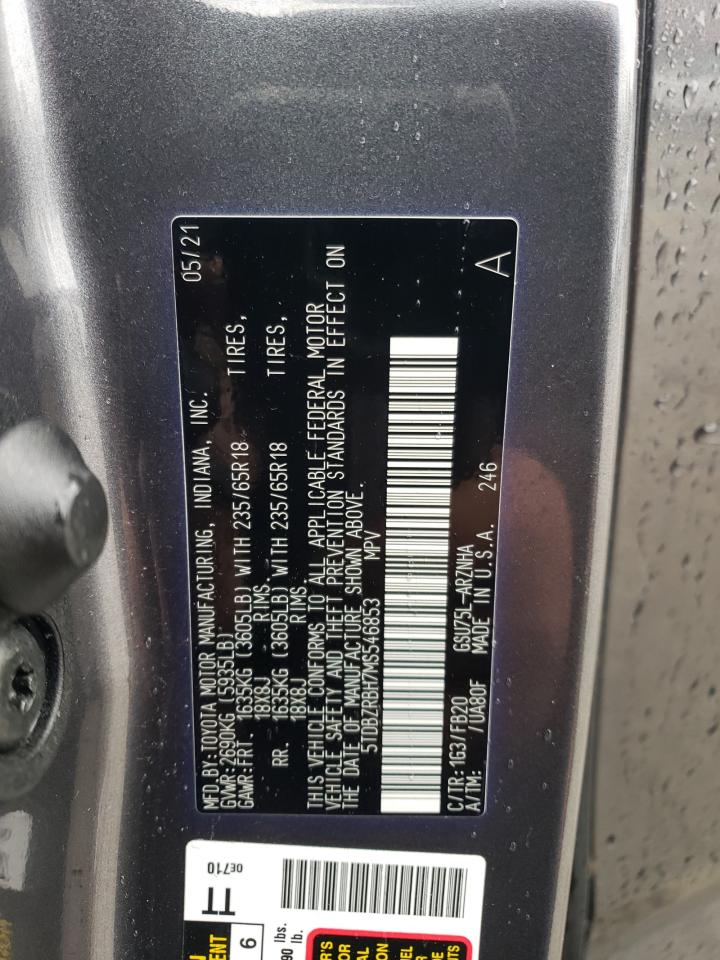 MFD.BY:TOYOTA MOTOR MANUFACTURING, INDIANA, INC. 05/21
GVWR:2690KG (5935LB)
GAWR:FRT. 1635KG (3605LB) WITH 235/65R18 TIRES,
18X8J RIMS,
RR. 1635KG (3605LB) WITH 235/65R18 TIRES,
18X8J RIMS.
THIS VEHICLE CONFORMS TO ALL APPLICABLE FEDERAL MOTOR
VEHICLE SAFETY AND THEFT PREVENTION STANDARDS IN EFFECT ON
THE DATE OF MANUFACTURE SHOWN ABOVE.
5TDBZRBH7MS546853 MPV
C/TR:1G3/FB20 GSU75L-ARZNHA
A/TM: /UA80F MADE IN U.S.A. 246 A
0E710
6
lbs.
lb.